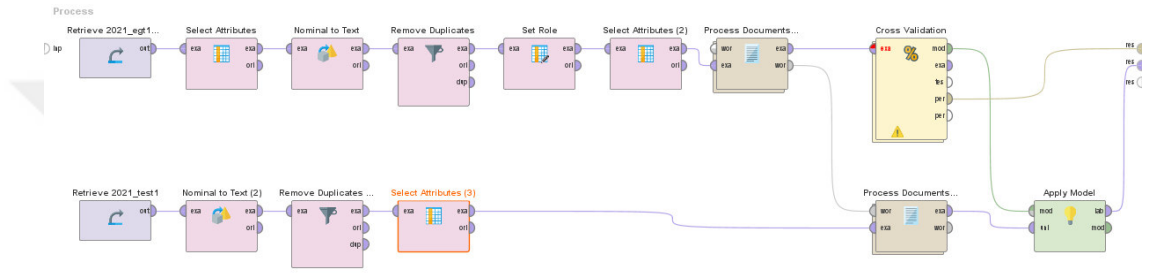 Process
Retrieve 2021_egt1...
Select Attributes
Nominal to Text
Remove Duplicates
Set Role
Select Attributes (2)
Process Documents...
Cross Validation
inp
out
exa exa
ori
exa exa
ori
exa exa
ori
dup
exa exa
ori
exa exa
ori
wor exa
exa wor
exa mod
exa
tes
per
per
res
res
res
Retrieve 2021_test1
Nominal to Text (2)
Remove Duplicates ...
Select Attributes (3)
Process Documents...
Apply Model
out
exa exa
ori
exa exa
ori
dup
exa exa
ori
wor exa
exa wor
mod lab
unl mod